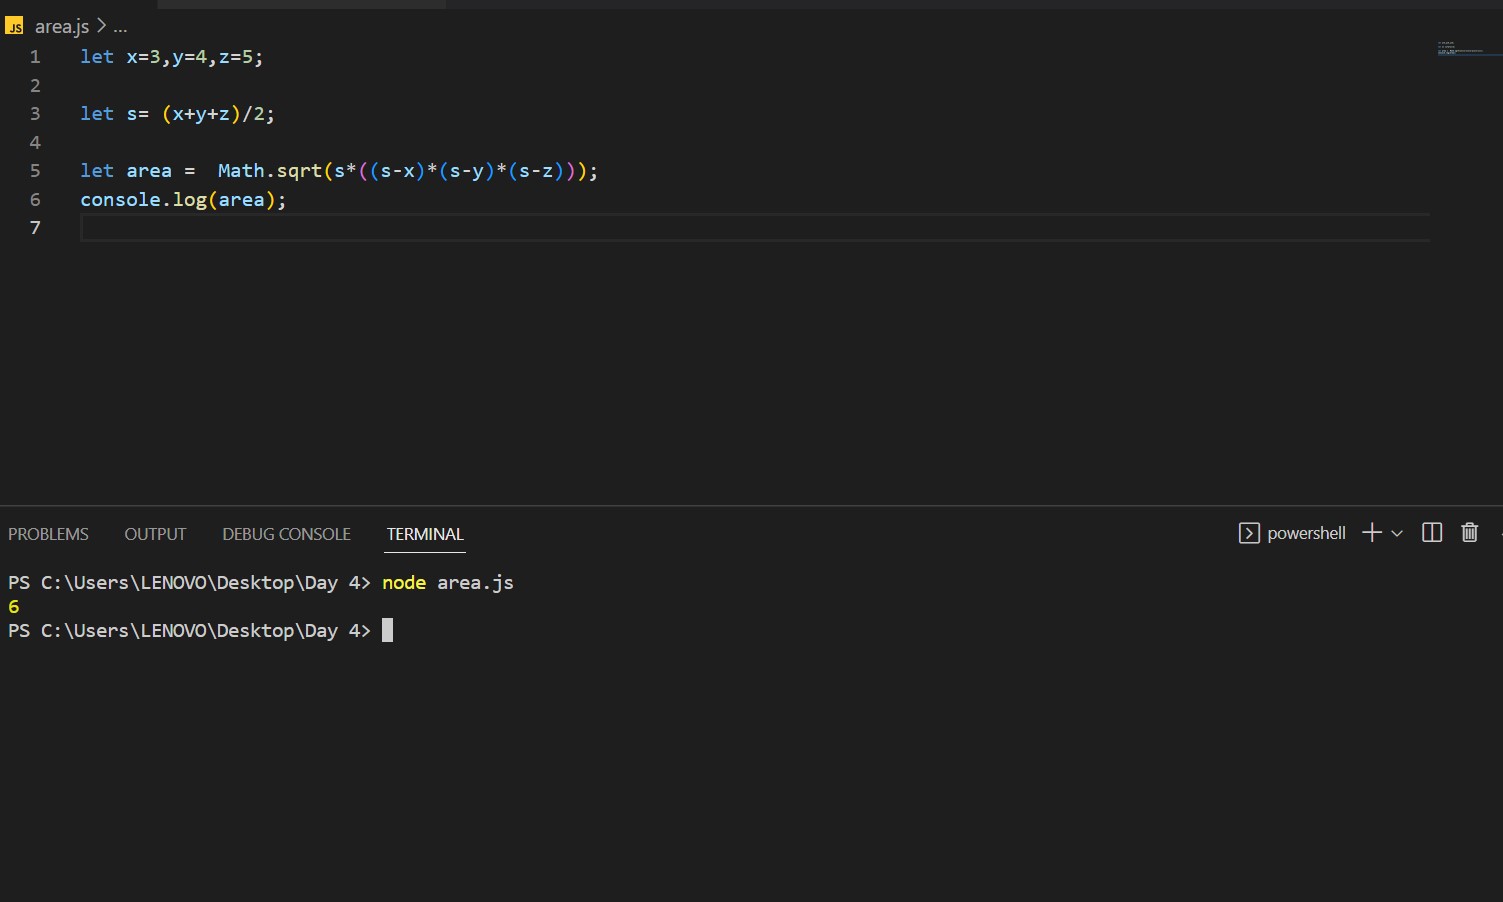 JS area.js > ...
1 let x=3,y=4,z=5;
2
3 let s= (x+y+z)/2;
4
5 let area =  Math.sqrt(s*((s-x)*(s-y)*(s-z)));
6 console.log(area);
7
PROBLEMS OUTPUT DEBUG CONSOLE TERMINAL powershell
PS C:\Users\LENOVO\Desktop\Day 4> node area.js
6
PS C:\Users\LENOVO\Desktop\Day 4>